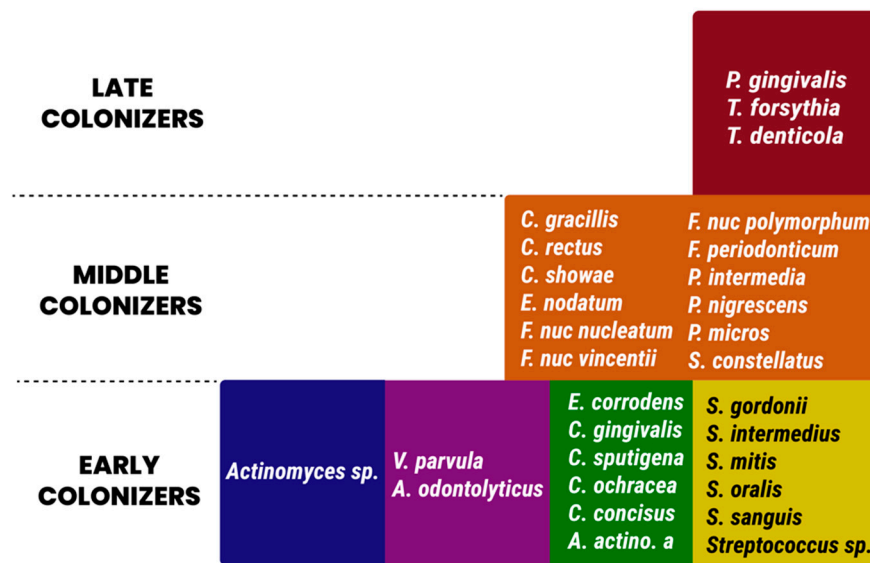 LATE
COLONIZERS
P. gingivalis
T. forsythia
T. denticola
MIDDLE
COLONIZERS
C. gracillis
C. rectus
C. showae
E. nodatum
F. nuc nucleatum
F. nuc vincentii
F. nuc polymorphum
F. periodonticum
P. intermedia
P. nigrescens
P. micros
S. constellatus
EARLY
COLONIZERS
Actinomyces sp.
V. parvula
A. odontolyticus
E. corrodens
C. gingivalis
C. sputigena
C. ochracea
C. concisus
A. actino. a
S. gordonii
S. intermedius
S. mitis
S. oralis
S. sanguis
Streptococcus sp.